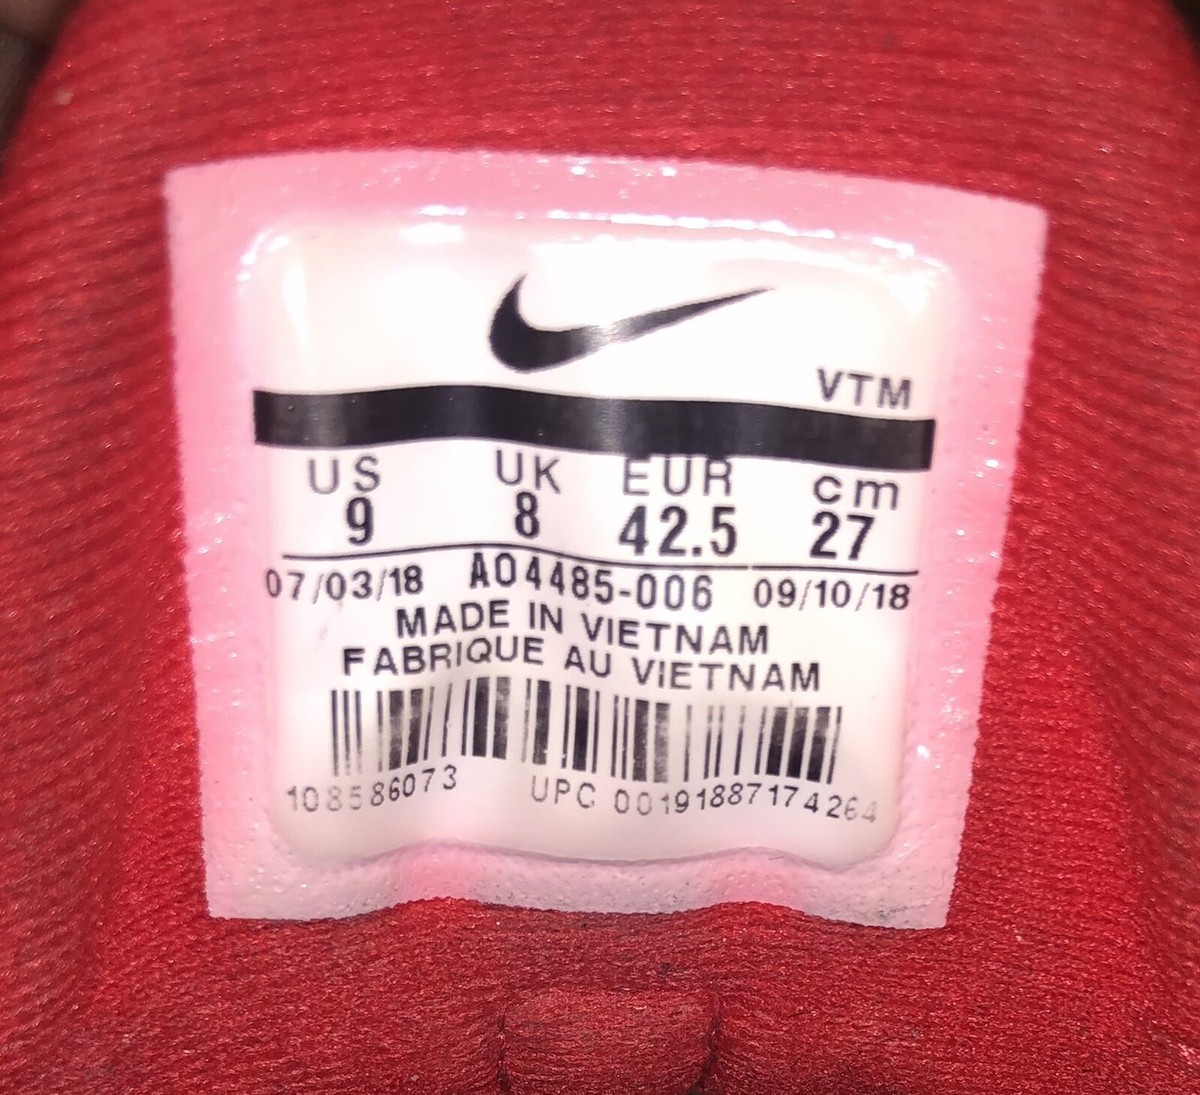 VTM
US UK EUR cm
9 8 42.5 27
07/03/18 AO4485-006 09/10/18
MADE IN VIETNAM
FABRIQUE AU VIETNAM
108586073 UPC 00191887174264